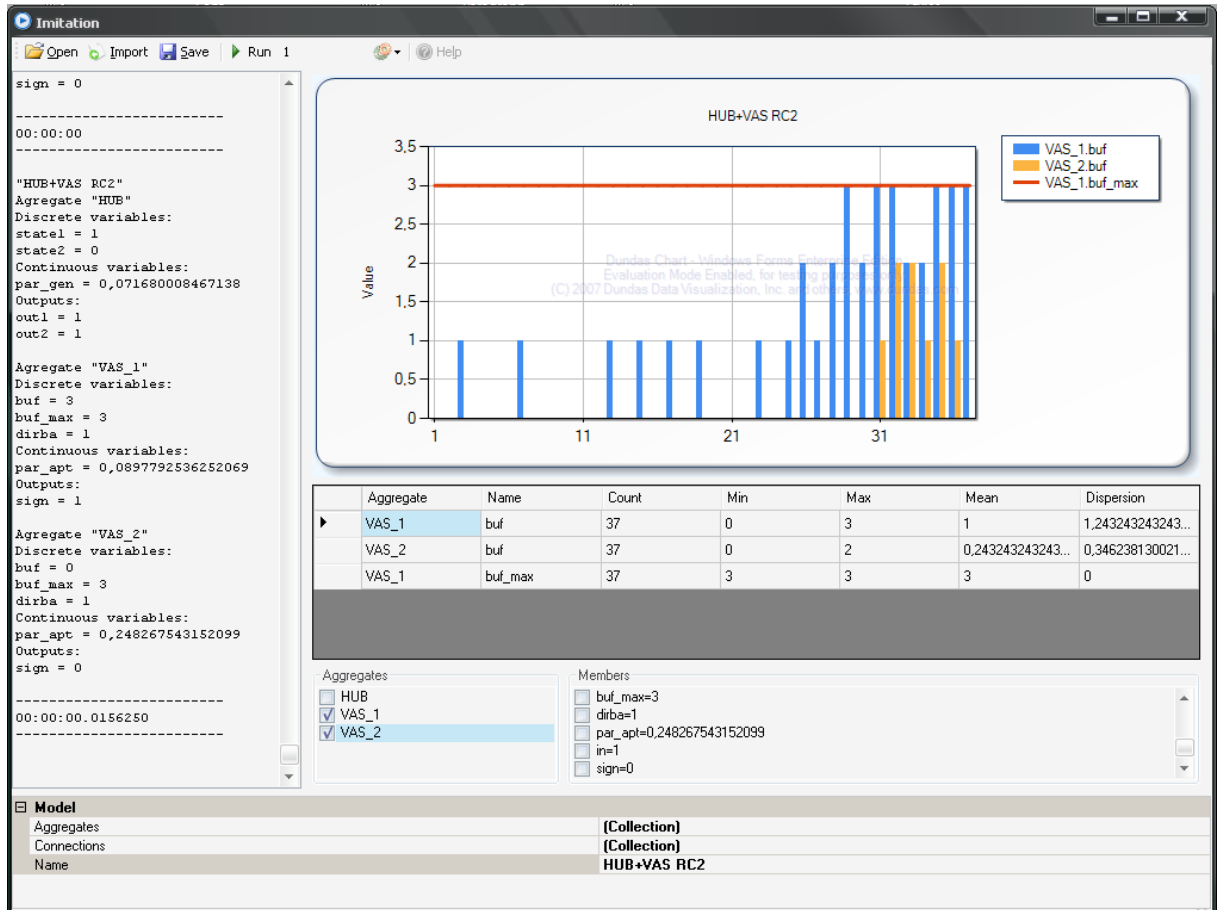 Imitation
Open Import Save Run 1 Help
sign = 0
-------------------------
00:00:00
-------------------------
"HUB+VAS RC2"
Agregate "HUB"
Discrete variables:
state1 = 1
state2 = 0
Continuous variables:
par_gen = 0,071680008467138
Outputs:
out1 = 1
out2 = 1
Agregate "VAS_1"
Discrete variables:
buf = 3
buf_max = 3
dirba = 1
Continuous variables:
par_apt = 0,0897792536252069
Outputs:
sign = 1
Agregate "VAS_2"
Discrete variables:
buf = 0
buf_max = 3
dirba = 1
Continuous variables:
par_apt = 0,248267543152099
Outputs:
sign = 0
-------------------------
00:00:00.0156250
-------------------------
HUB+VAS RC2
3,5
3
2,5
2
1,5
1
0,5
0
Value
1 11 21 31
Dundas Chart - Windows Forms Enterprise Edition
Evaluation Mode Enabled, for testing purposes only
(C) 2007 Dundas Data Visualization, Inc. and others, www.dundas.com
VAS_1.buf
VAS_2.buf
VAS_1.buf_max
Aggregate Name Count Min Max Mean Dispersion
VAS_1 buf 37 0 3 1 1,243243243243...
VAS_2 buf 37 0 2 0,243243243243... 0,346238130021...
VAS_1 buf_max 37 3 3 3 0
Aggregates
HUB
VAS_1
VAS_2
Members
buf_max=3
dirba=1
par_apt=0,248267543152099
in=1
sign=0
Model
Aggregates (Collection)
Connections (Collection)
Name HUB+VAS RC2